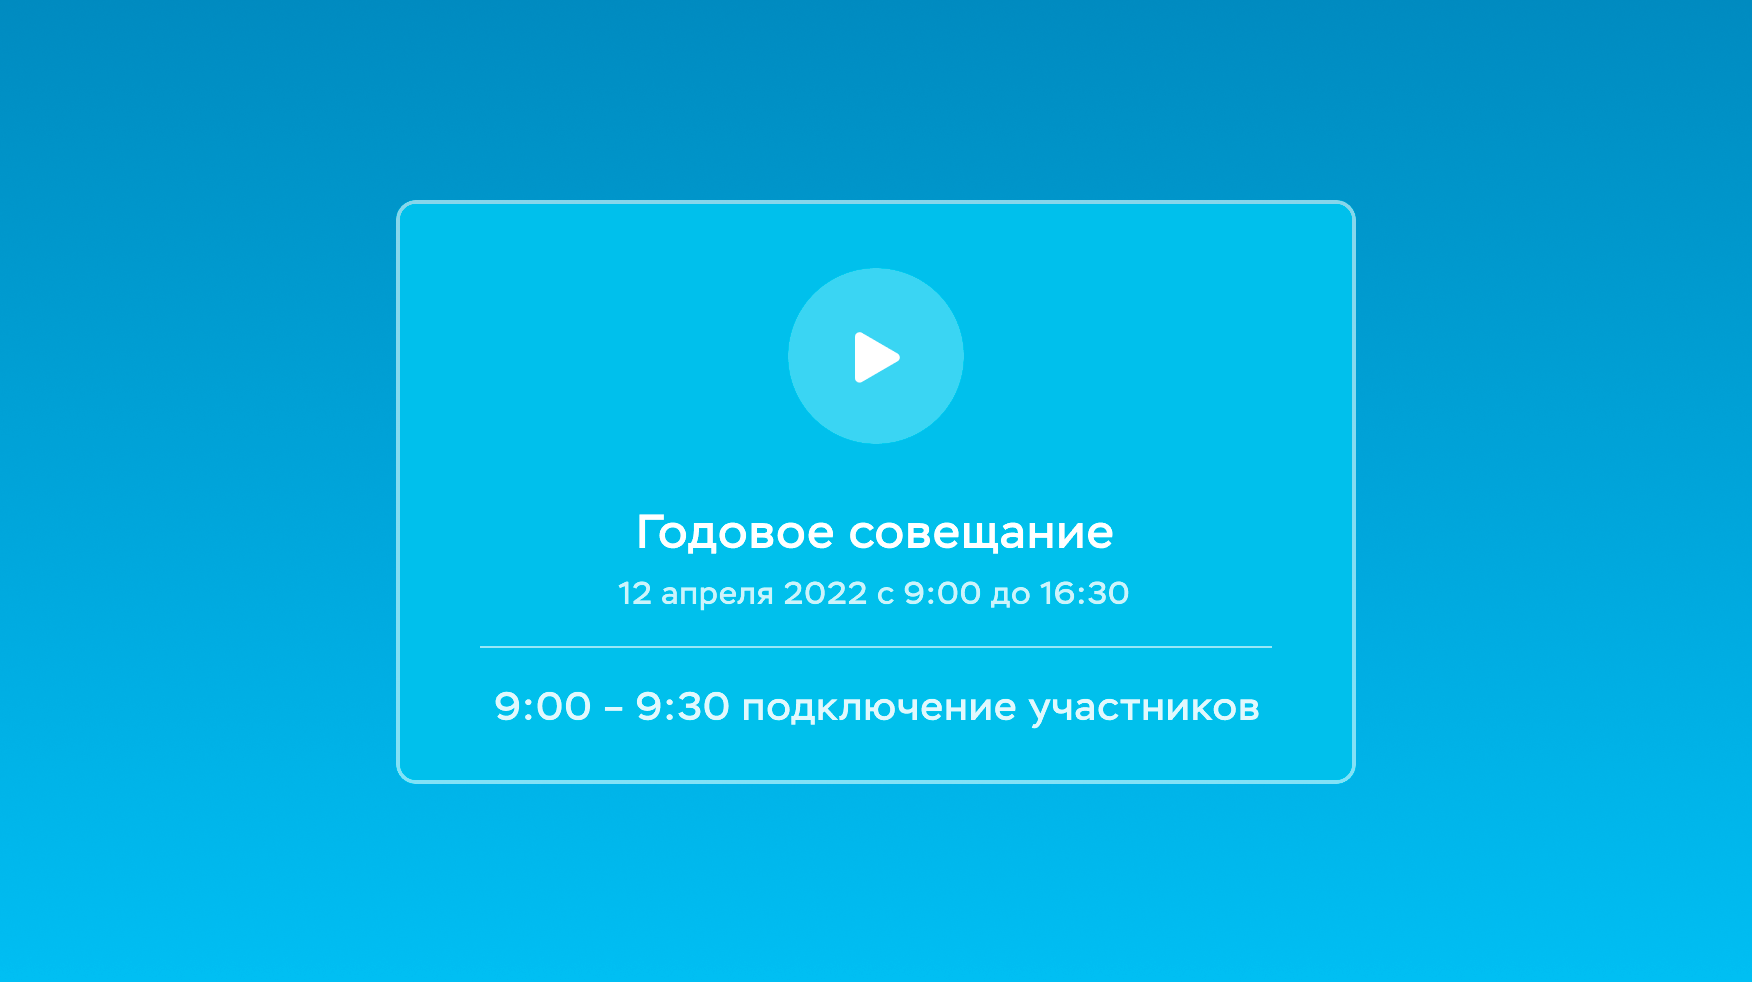 Годовое совещание
12 апреля 2022 с 9:00 до 16:30
9:00 – 9:30 подключение участников